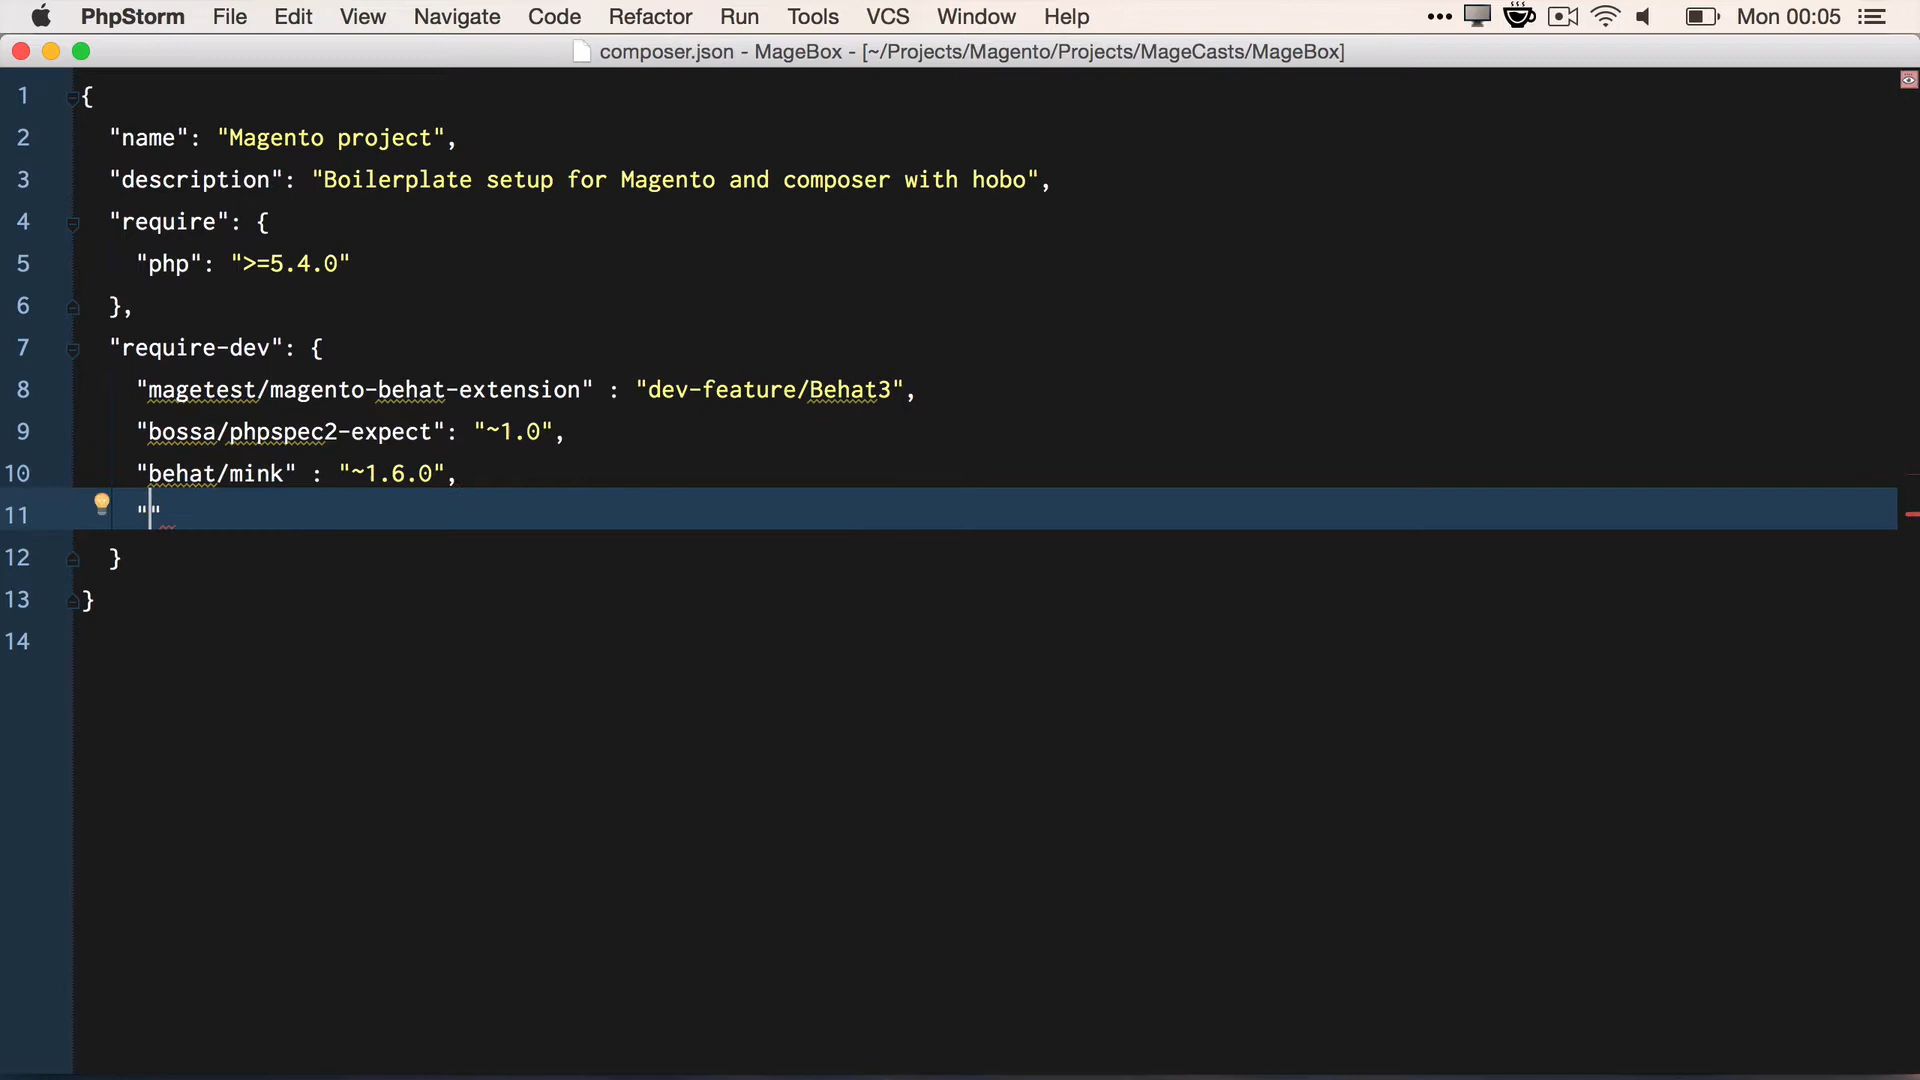 PhpStorm File Edit View Navigate Code Refactor Run Tools VCS Window Help Mon 00:05
composer.json - MageBox - [~/Projects/Magento/Projects/MageCasts/MageBox]
1 {
2 "name": "Magento project",
3 "description": "Boilerplate setup for Magento and composer with hobo",
4 "require": {
5 "php": ">=5.4.0"
6 },
7 "require-dev": {
8 "magetest/magento-behat-extension" : "dev-feature/Behat3",
9 "bossa/phpspec2-expect": "~1.0",
10 "behat/mink" : "~1.6.0",
11 ""
12 }
13 }
14